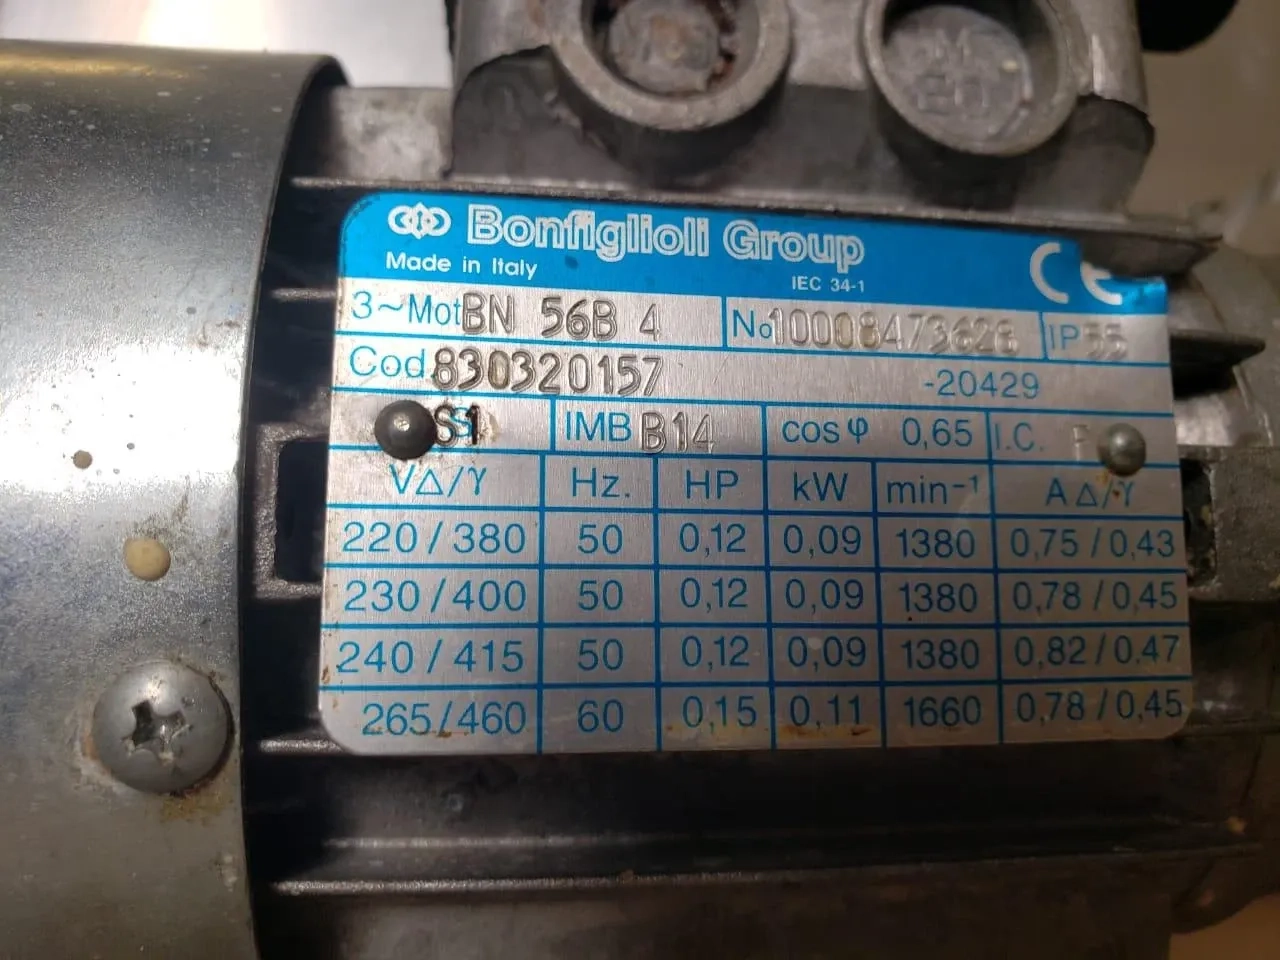 M
20
Bonfiglioli Group
Made in Italy
IEC 34-1
CE
3~Mot BN 56B 4 No 10008473628 IP 55
Cod 830320157 -20429
S1 IMB B14 cos φ 0,65 I.C. F
V∆/Y Hz. HP kW min⁻¹ A ∆/Y
220/380 50 0,12 0,09 1380 0,75/0,43
230/400 50 0,12 0,09 1380 0,78/0,45
240/415 50 0,12 0,09 1380 0,82/0,47
265/460 60 0,15 0,11 1660 0,78/0,45